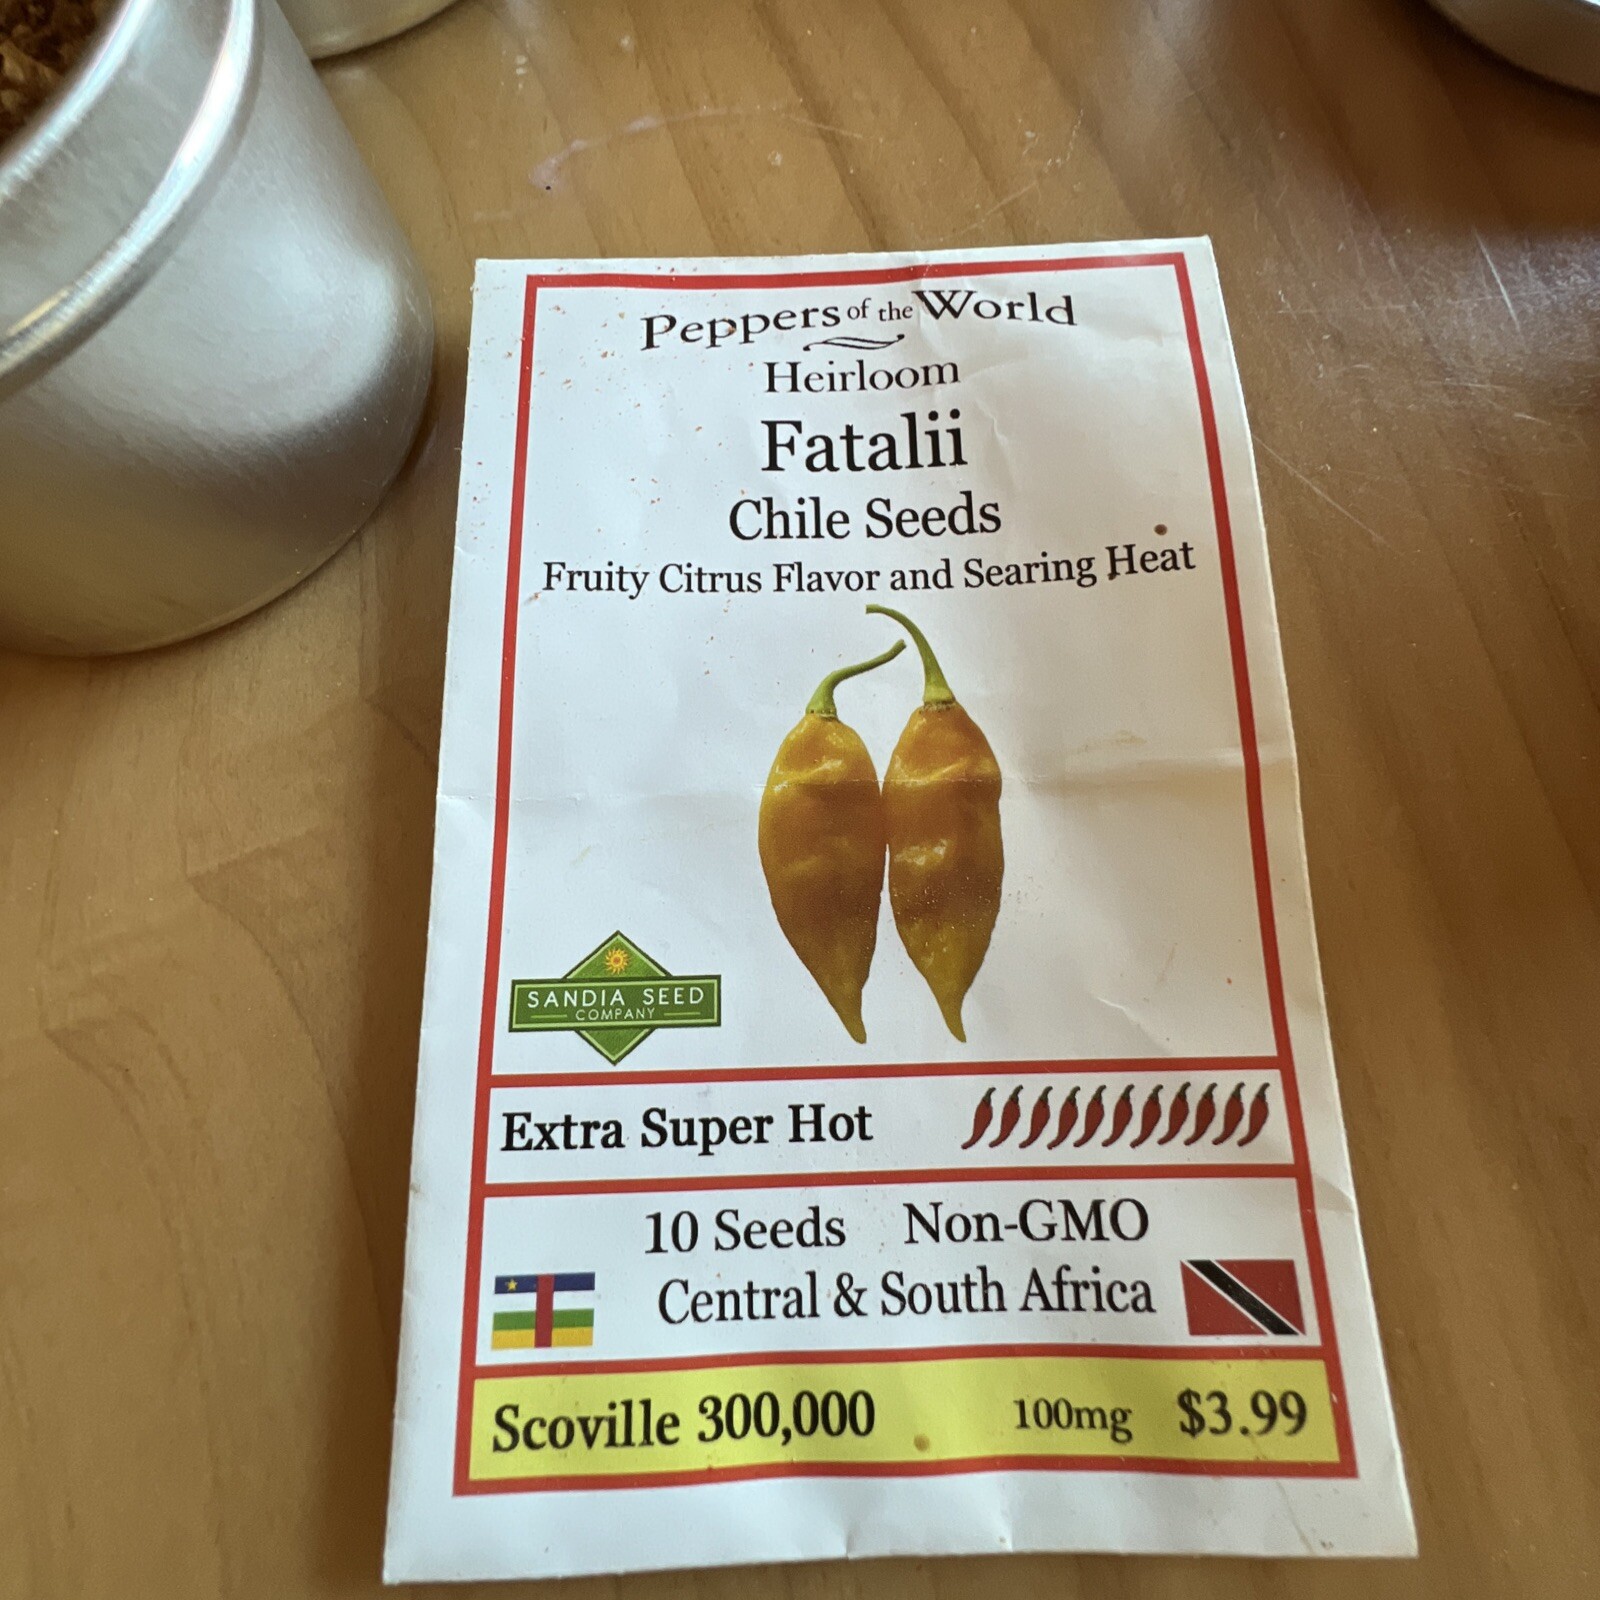 Peppers of the World
Heirloom
Fatalii
Chile Seeds
Fruity Citrus Flavor and Searing Heat
SANDIA SEED
COMPANY
Extra Super Hot
10 Seeds Non-GMO
Central & South Africa
Scoville 300,000 100mg $3.99